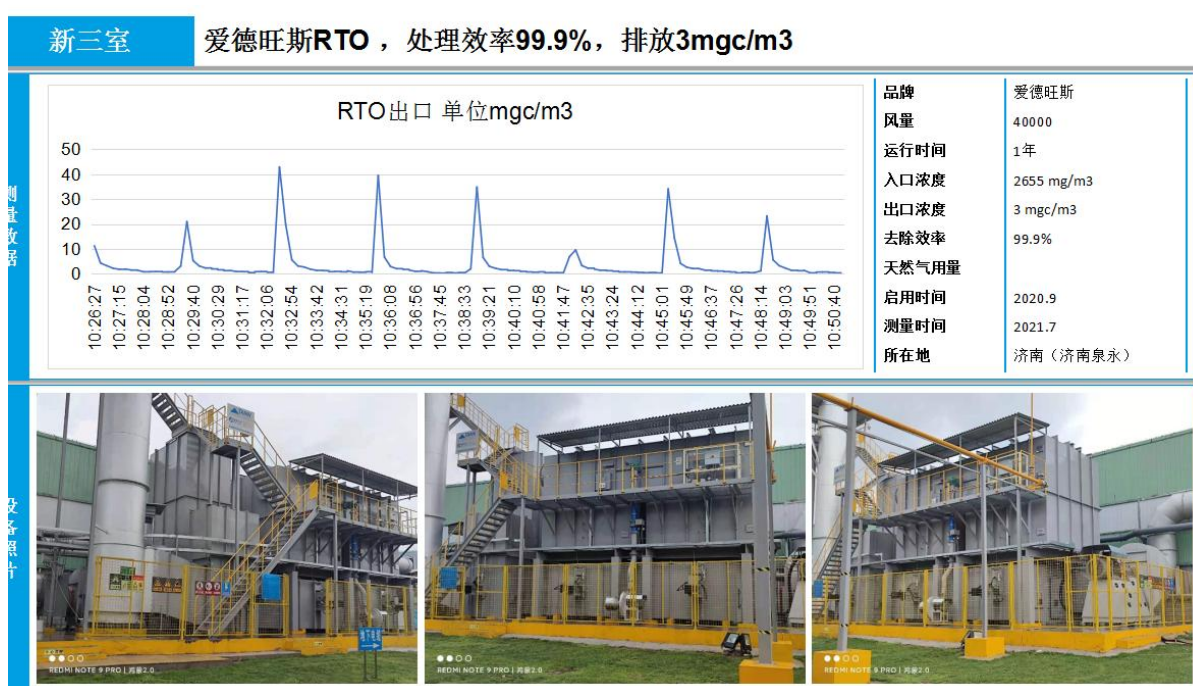 新三室
爱德旺斯RTO ，处理效率99.9%，排放3mgc/m3
测量数据
RTO出口 单位mgc/m3
50
40
30
20
10
0
10:26:27
10:27:15
10:28:04
10:28:52
10:29:40
10:30:29
10:31:17
10:32:06
10:32:54
10:33:42
10:34:31
10:35:19
10:36:08
10:36:56
10:37:45
10:38:33
10:39:21
10:40:10
10:40:58
10:41:47
10:42:35
10:43:24
10:44:12
10:45:01
10:45:49
10:46:37
10:47:26
10:48:14
10:49:03
10:49:51
10:50:40
品牌 爱德旺斯
风量 40000
运行时间 1年
入口浓度 2655 mg/m3
出口浓度 3 mgc/m3
去除效率 99.9%
天然气用量
启用时间 2020.9
测量时间 2021.7
所在地 济南（济南泉永）
设备照片
REDMI NOTE 9 PRO
REDMI NOTE 9 PRO
REDMI NOTE 9 PRO